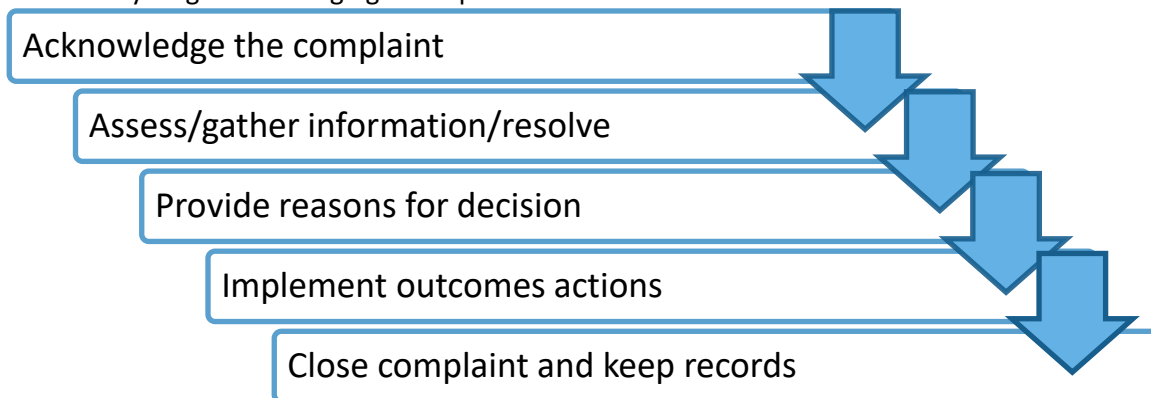 Acknowledge the complaint
Assess/gather information/resolve
Provide reasons for decision
Implement outcomes actions
Close complaint and keep records